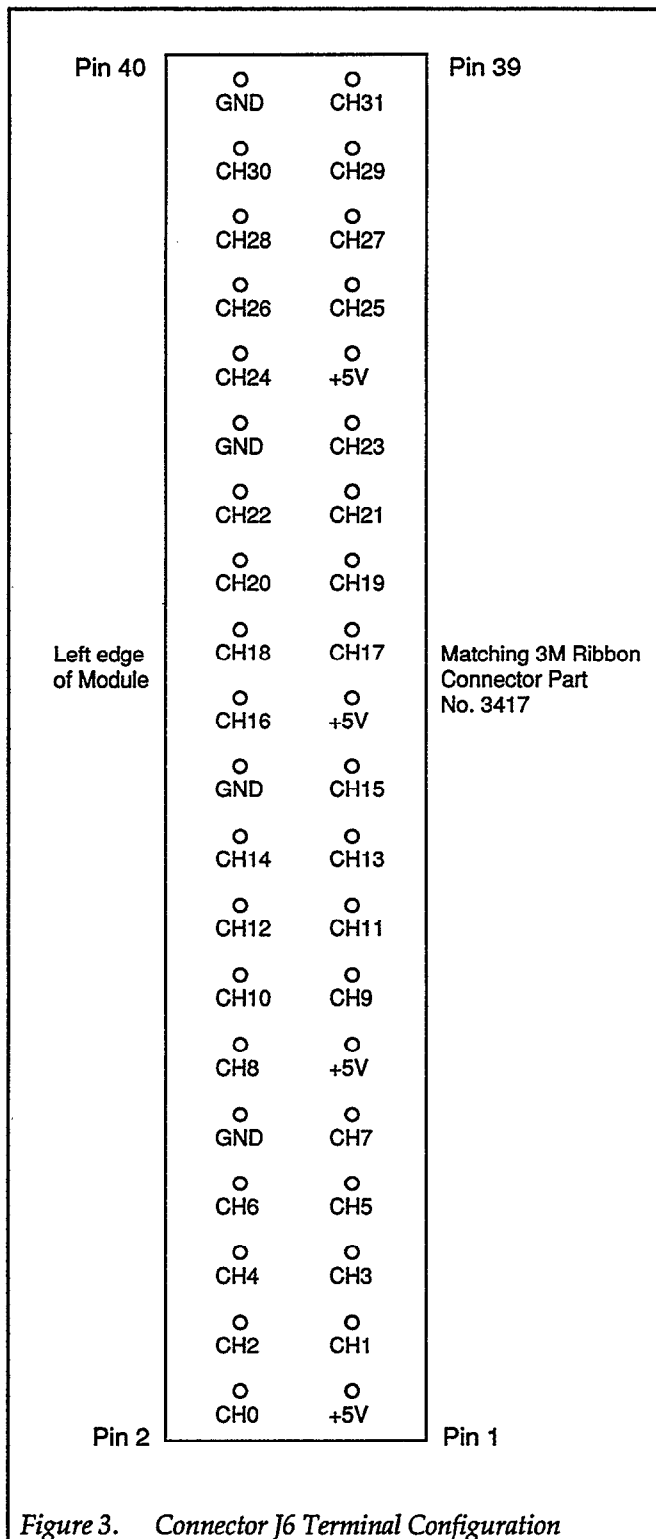 Pin 40 Pin 39
GND CH31
CH30 CH29
CH28 CH27
CH26 CH25
CH24 +5V
GND CH23
CH22 CH21
CH20 CH19
CH18 CH17
Left edge
of Module
Matching 3M Ribbon
Connector Part
No. 3417
CH16 +5V
GND CH15
CH14 CH13
CH12 CH11
CH10 CH9
CH8 +5V
GND CH7
CH6 CH5
CH4 CH3
CH2 CH1
CH0 +5V
Pin 2 Pin 1
Figure 3. Connector J6 Terminal Configuration